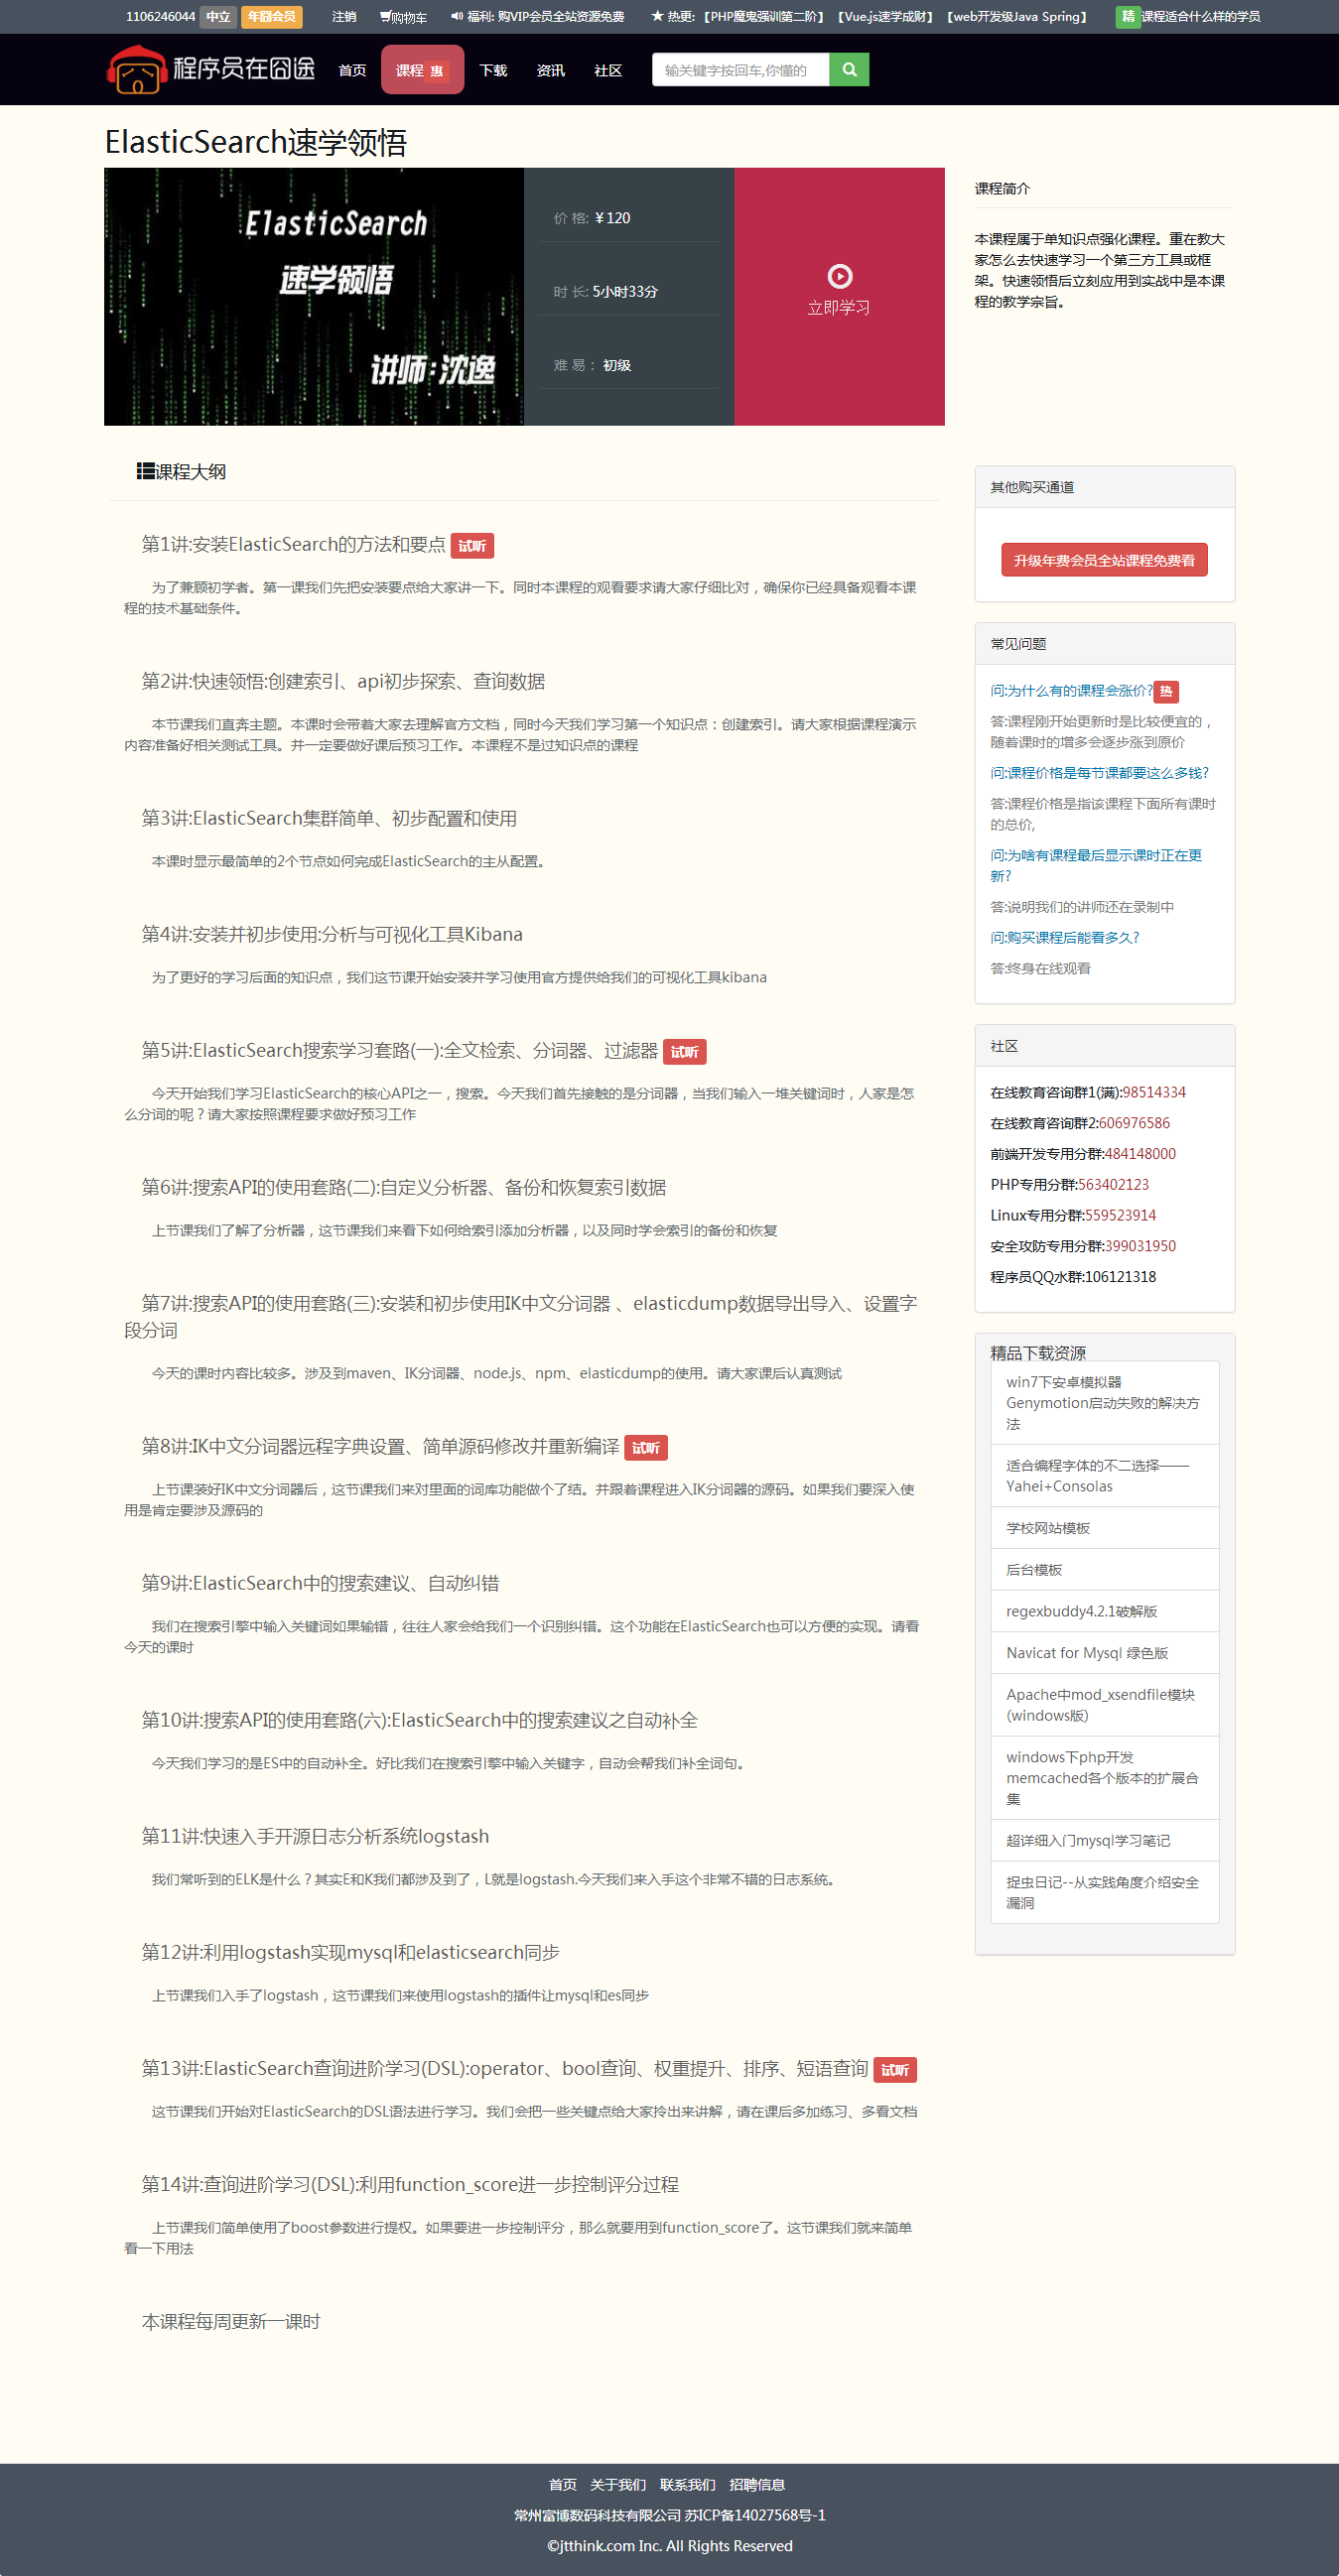 1106246044 中立 年囧会员 注销 购物车 福利: 购VIP会员全站资源免费 热更: 【PHP魔鬼强训第二阶】 【Vue.js速学成财】 【web开发级Java Spring】 精 课程适合什么样的学员
程序员在囧途 首页 课程 惠 下载 资讯 社区 输关键字按回车,你懂的
ElasticSearch速学领悟
ElasticSearch
速学领悟
讲师:沈逸
价 格: ￥120
时 长: 5小时33分
难 易： 初级
立即学习
课程简介
本课程属于单知识点强化课程。重在教大
家怎么去快速学习一个第三方工具或框
架。快速领悟后立刻应用到实战中是本课
程的教学宗旨。
课程大纲
第1讲:安装ElasticSearch的方法和要点 试听
为了兼顾初学者。第一课我们先把安装要点给大家讲一下。同时本课程的观看要求请大家仔细比对，确保你已经具备观看本课
程的技术基础条件。
第2讲:快速领悟:创建索引、api初步探索、查询数据
本节课我们直奔主题。本课时会带着大家去理解官方文档，同时今天我们学习第一个知识点：创建索引。请大家根据课程演示
内容准备好相关测试工具。并一定要做好课后预习工作。本课程不是过知识点的课程
第3讲:ElasticSearch集群简单、初步配置和使用
本课时显示最简单的2个节点如何完成ElasticSearch的主从配置。
第4讲:安装并初步使用:分析与可视化工具Kibana
为了更好的学习后面的知识点，我们这节课开始安装并学习使用官方提供给我们的可视化工具kibana
第5讲:ElasticSearch搜索学习套路(一):全文检索、分词器、过滤器 试听
今天开始我们学习ElasticSearch的核心API之一，搜索。今天我们首先接触的是分词器，当我们输入一堆关键词时，人家是怎
么分词的呢？请大家按照课程要求做好预习工作
第6讲:搜索API的使用套路(二):自定义分析器、备份和恢复索引数据
上节课我们了解了分析器，这节课我们来看下如何给索引添加分析器，以及同时学会索引的备份和恢复
第7讲:搜索API的使用套路(三):安装和初步使用IK中文分词器 、elasticdump数据导出导入、设置字
段分词
今天的课时内容比较多。涉及到maven、IK分词器、node.js、npm、elasticdump的使用。请大家课后认真测试
第8讲:IK中文分词器远程字典设置、简单源码修改并重新编译 试听
上节课装好IK中文分词器后，这节课我们来对里面的词库功能做个了结。并跟着课程进入IK分词器的源码。如果我们要深入使
用是肯定要涉及源码的
第9讲:ElasticSearch中的搜索建议、自动纠错
我们在搜索引擎中输入关键词如果输错，往往人家会给我们一个识别纠错。这个功能在ElasticSearch也可以方便的实现。请看
今天的课时
第10讲:搜索API的使用套路(六):ElasticSearch中的搜索建议之自动补全
今天我们学习的是ES中的自动补全。好比我们在搜索引擎中输入关键字，自动会帮我们补全词句。
第11讲:快速入手开源日志分析系统logstash
我们常听到的ELK是什么？其实E和K我们都涉及到了，L就是logstash.今天我们来入手这个非常不错的日志系统。
第12讲:利用logstash实现mysql和elasticsearch同步
上节课我们入手了logstash，这节课我们来使用logstash的插件让mysql和es同步
第13讲:ElasticSearch查询进阶学习(DSL):operator、bool查询、权重提升、排序、短语查询 试听
这节课我们开始对ElasticSearch的DSL语法进行学习。我们会把一些关键点给大家拎出来讲解，请在课后多加练习、多看文档
第14讲:查询进阶学习(DSL):利用function_score进一步控制评分过程
上节课我们简单使用了boost参数进行提权。如果要进一步控制评分，那么就要用到function_score了。这节课我们就来简单
看一下用法
本课程每周更新一课时
其他购买通道
升级年费会员全站课程免费看
常见问题
问:为什么有的课程会涨价? 热
答:课程刚开始更新时是比较便宜的，
随着课时的增多会逐步涨到原价
问:课程价格是每节课都要这么多钱?
答:课程价格是指该课程下面所有课时
的总价,
问:为啥有课程最后显示课时正在更
新?
答:说明我们的讲师还在录制中
问:购买课程后能看多久?
答:终身在线观看
社区
在线教育咨询群1(满):98514334
在线教育咨询群2:606976586
前端开发专用分群:484148000
PHP专用分群:563402123
Linux专用分群:559523914
安全攻防专用分群:399031950
程序员QQ水群:106121318
精品下载资源
win7下安卓模拟器
Genymotion启动失败的解决方
法
适合编程字体的不二选择——
Yahei+Consolas
学校网站模板
后台模板
regexbuddy4.2.1破解版
Navicat for Mysql 绿色版
Apache中mod_xsendfile模块
(windows版)
windows下php开发
memcached各个版本的扩展合
集
超详细入门mysql学习笔记
捉虫日记--从实践角度介绍安全
漏洞
首页 关于我们 联系我们 招聘信息
常州富博数码科技有限公司 苏ICP备14027568号-1
©jtthink.com Inc. All Rights Reserved